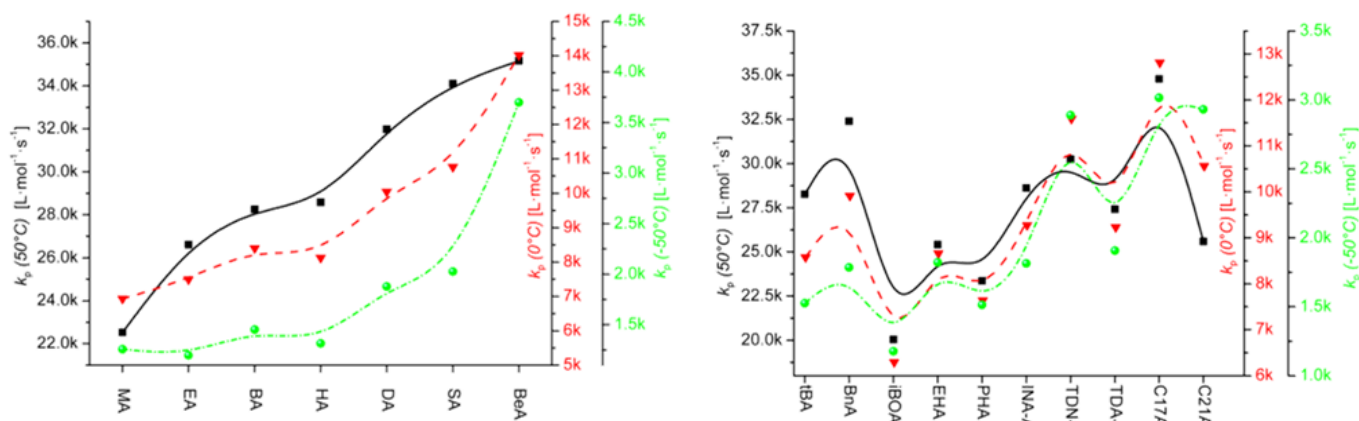 36.0k
34.0k
32.0k
30.0k
28.0k
26.0k
24.0k
22.0k
kp (50°C) [L·mol⁻¹·s⁻¹]
MA
EA
BA
HA
DA
SA
BeA
15k
14k
13k
12k
11k
10k
9k
8k
7k
6k
5k
kp (0°C) [L·mol⁻¹·s⁻¹]
4.5k
4.0k
3.5k
3.0k
2.5k
2.0k
1.5k
kp (-50°C) [L·mol⁻¹·s⁻¹]
37.5k
35.0k
32.5k
30.0k
27.5k
25.0k
22.5k
20.0k
kp (50°C) [L·mol⁻¹·s⁻¹]
tBA
BnA
iBOA
EHA
PHA
INA-A
TDN-
TDA-
C17A
C21A
13k
12k
11k
10k
9k
8k
7k
6k
kp (0°C) [L·mol⁻¹·s⁻¹]
3.5k
3.0k
2.5k
2.0k
1.5k
1.0k
kp (-50°C) [L·mol⁻¹·s⁻¹]